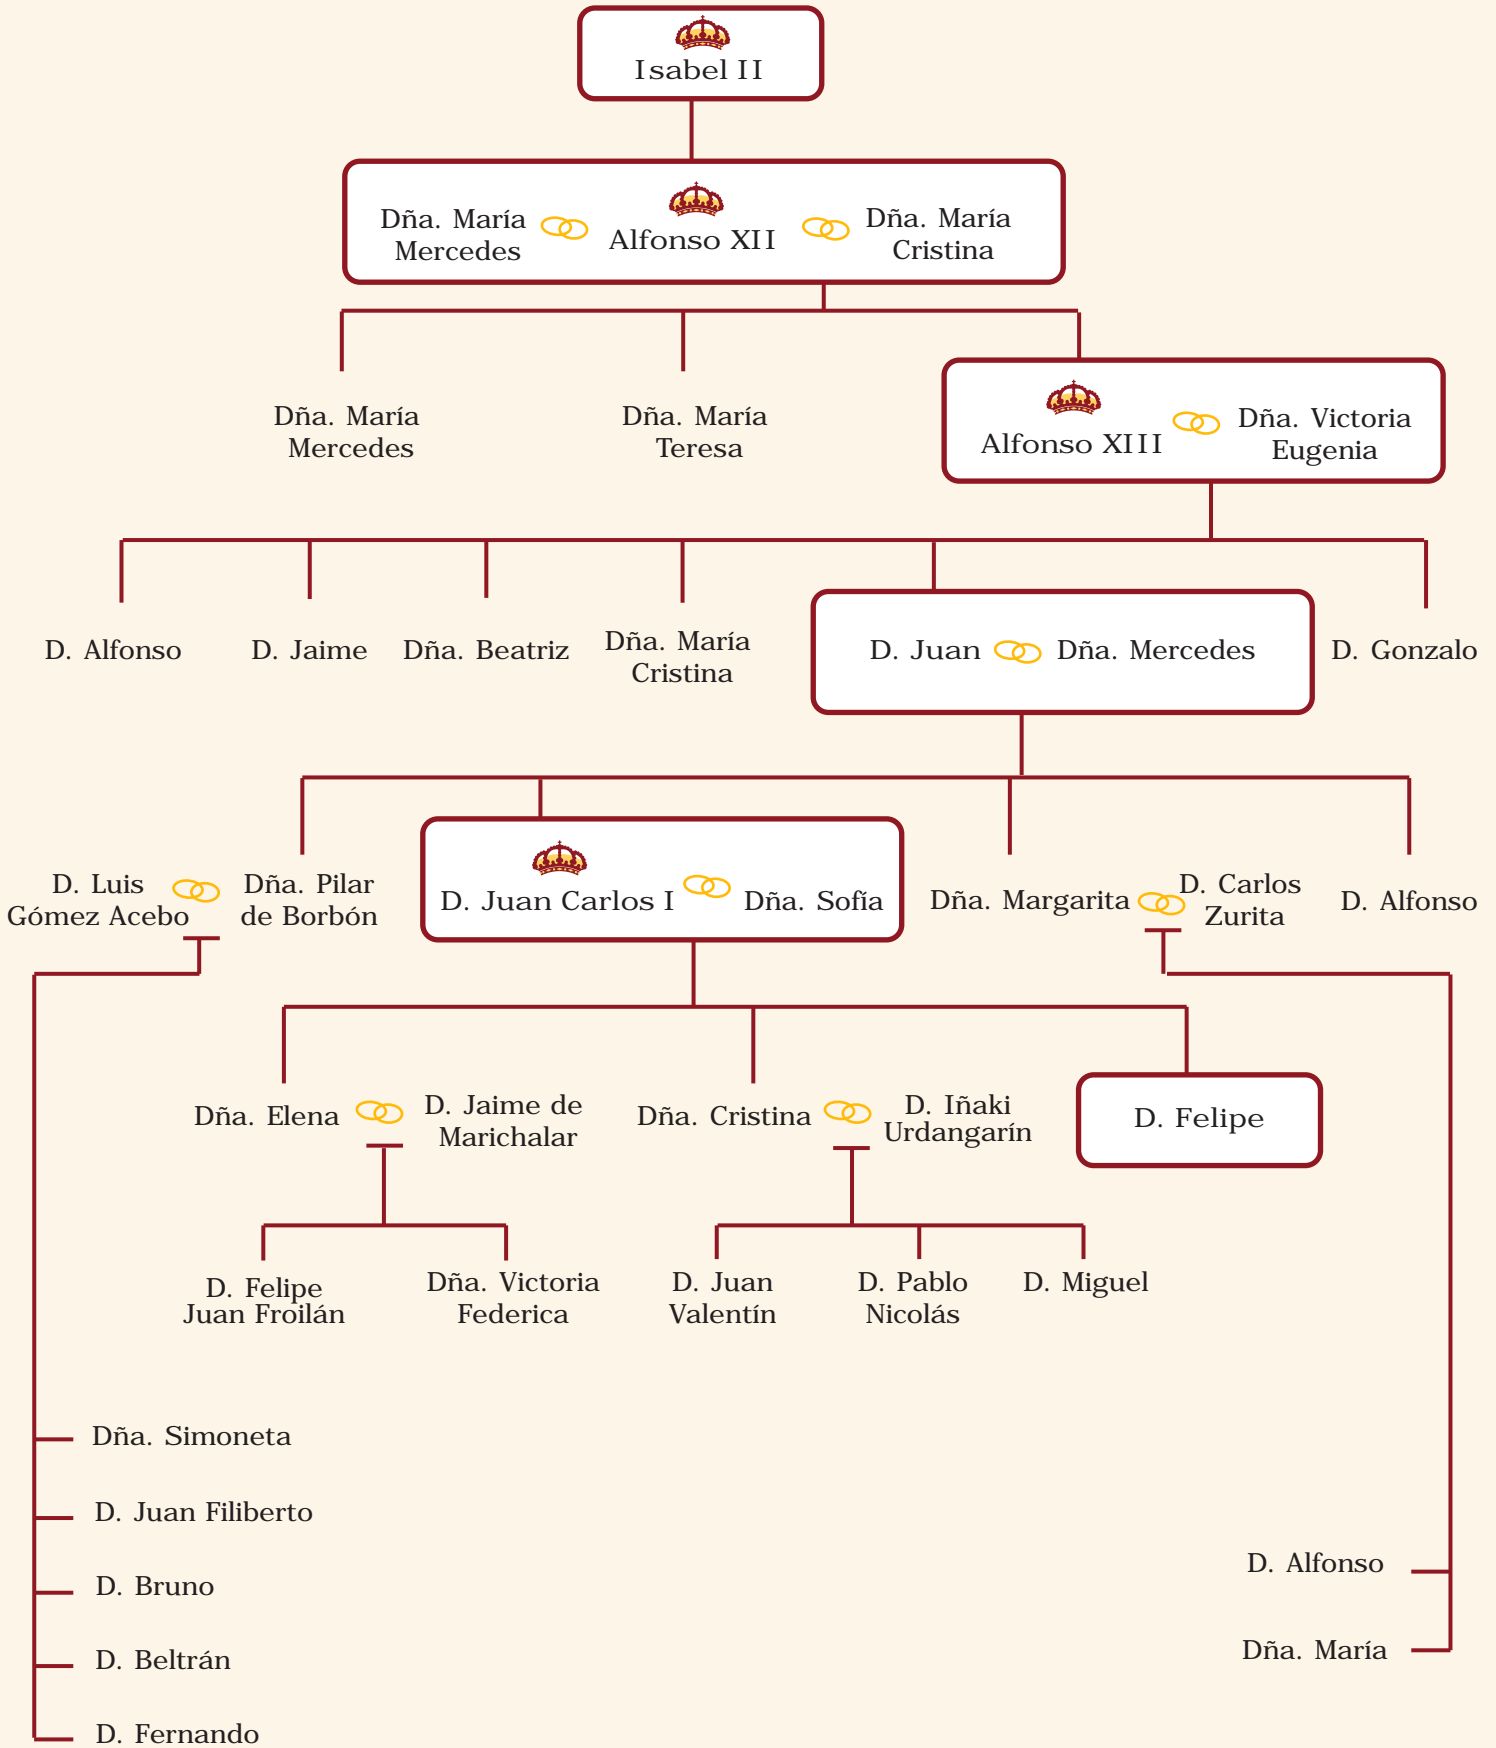 Isabel II
Dña. María
Mercedes
Alfonso XII
Dña. María
Cristina
Dña. María
Mercedes
Dña. María
Teresa
Alfonso XIII
Dña. Victoria
Eugenia
D. Alfonso
D. Jaime
Dña. Beatriz
Dña. María
Cristina
D. Juan
Dña. Mercedes
D. Gonzalo
D. Luis
Gómez Acebo
Dña. Pilar
de Borbón
D. Juan Carlos I
Dña. Sofía
Dña. Margarita
D. Carlos
Zurita
D. Alfonso
Dña. Elena
D. Jaime de
Marichalar
Dña. Cristina
D. Iñaki
Urdangarín
D. Felipe
D. Felipe
Juan Froilán
Dña. Victoria
Federica
D. Juan
Valentín
D. Pablo
Nicolás
D. Miguel
Dña. Simoneta
D. Juan Filiberto
D. Bruno
D. Beltrán
D. Fernando
D. Alfonso
Dña. María